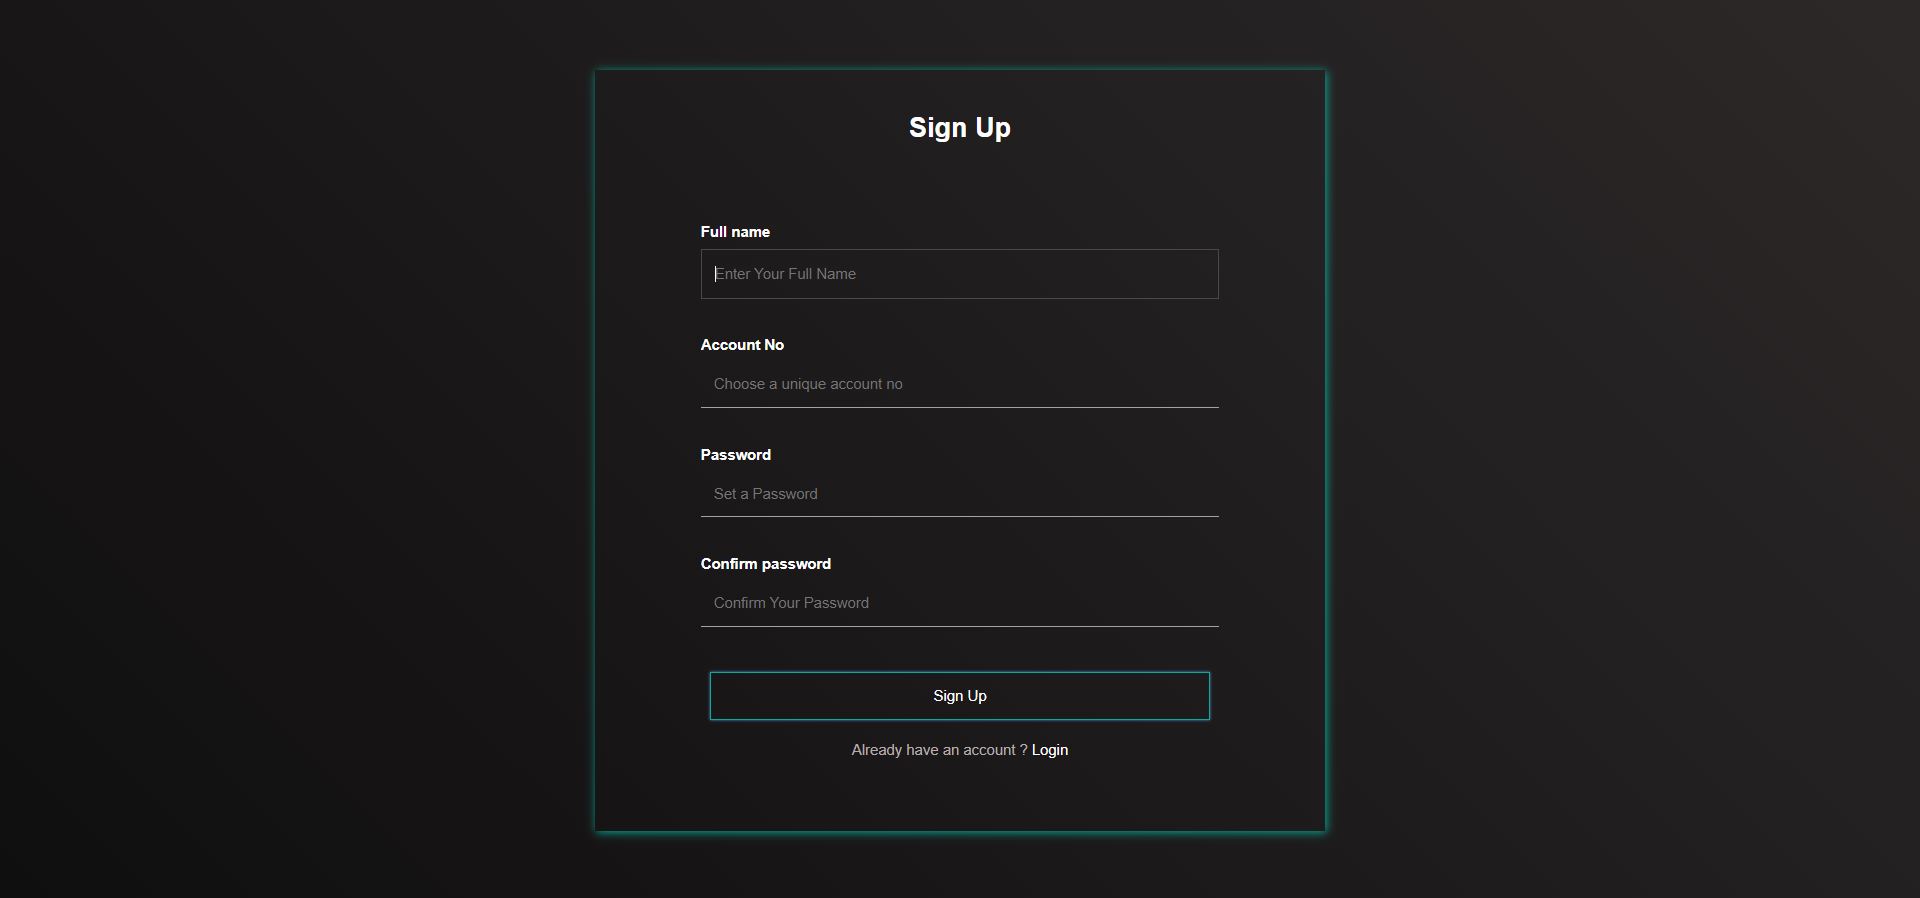 Sign Up
Full name
Enter Your Full Name
Account No
Choose a unique account no
Password
Set a Password
Confirm password
Confirm Your Password
Sign Up
Already have an account ? Login